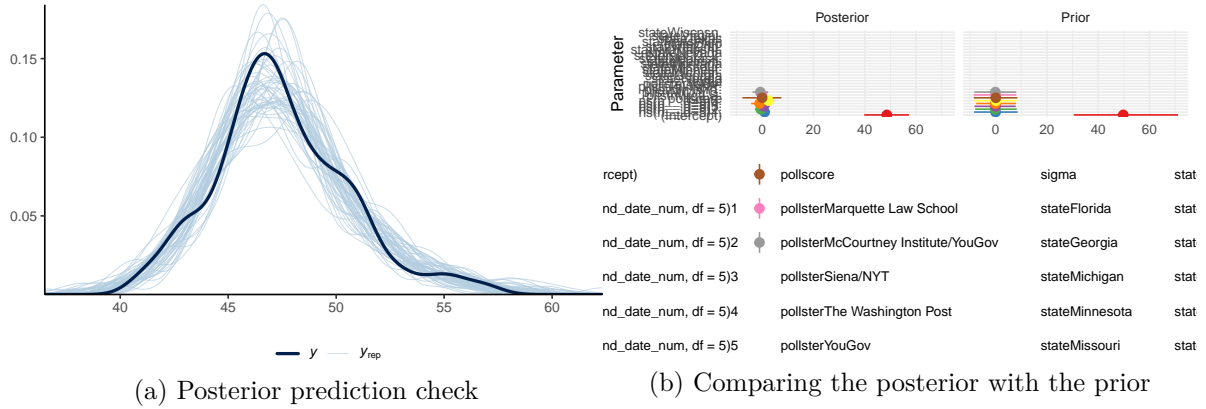 0.15
0.10
0.05
40 45 50 55 60
y yrep
(a) Posterior prediction check
Posterior Prior
Parameter
(Intercept)
0 20 40 60 0 20 40 60
rcept) pollscore sigma state
nd_date_num, df = 5)1 pollsterMarquette Law School stateFlorida stat
nd_date_num, df = 5)2 pollsterMcCourtney Institute/YouGov stateGeorgia stat
nd_date_num, df = 5)3 pollsterSiena/NYT stateMichigan stat
nd_date_num, df = 5)4 pollsterThe Washington Post stateMinnesota stat
nd_date_num, df = 5)5 pollsterYouGov stateMissouri stat
(b) Comparing the posterior with the prior